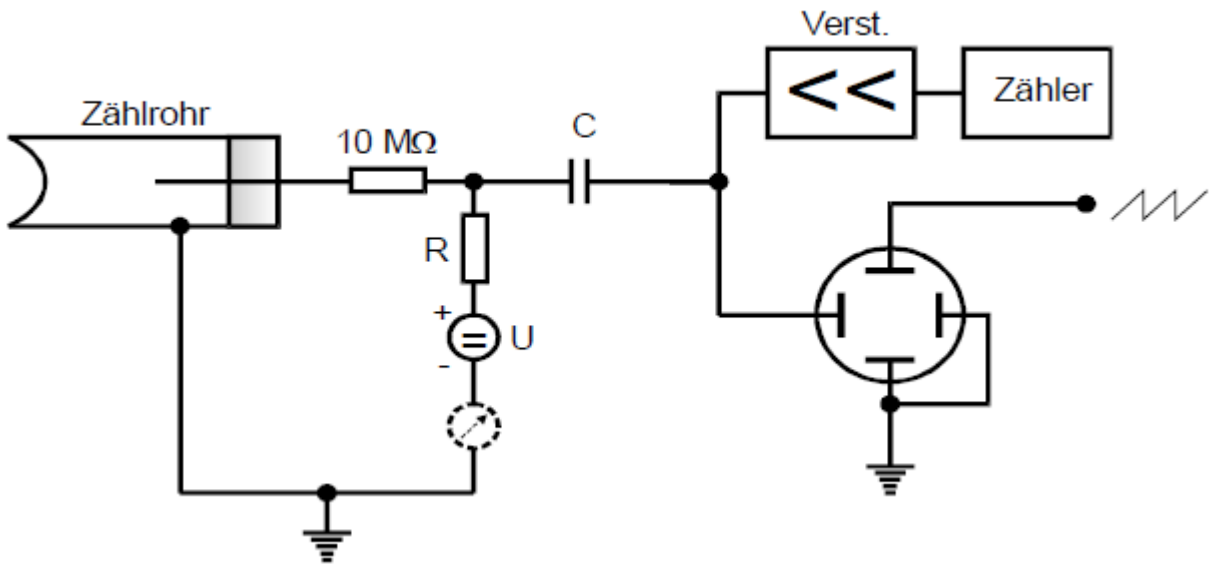 Verst.
<<
Zähler
Zählrohr
10 MΩ
C
R
+
=
U
-